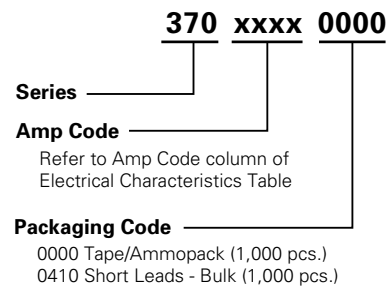 370 xxxx 0000
Series
Amp Code
Refer to Amp Code column of
Electrical Characteristics Table
Packaging Code
0000 Tape/Ammopack (1,000 pcs.)
0410 Short Leads - Bulk (1,000 pcs.)